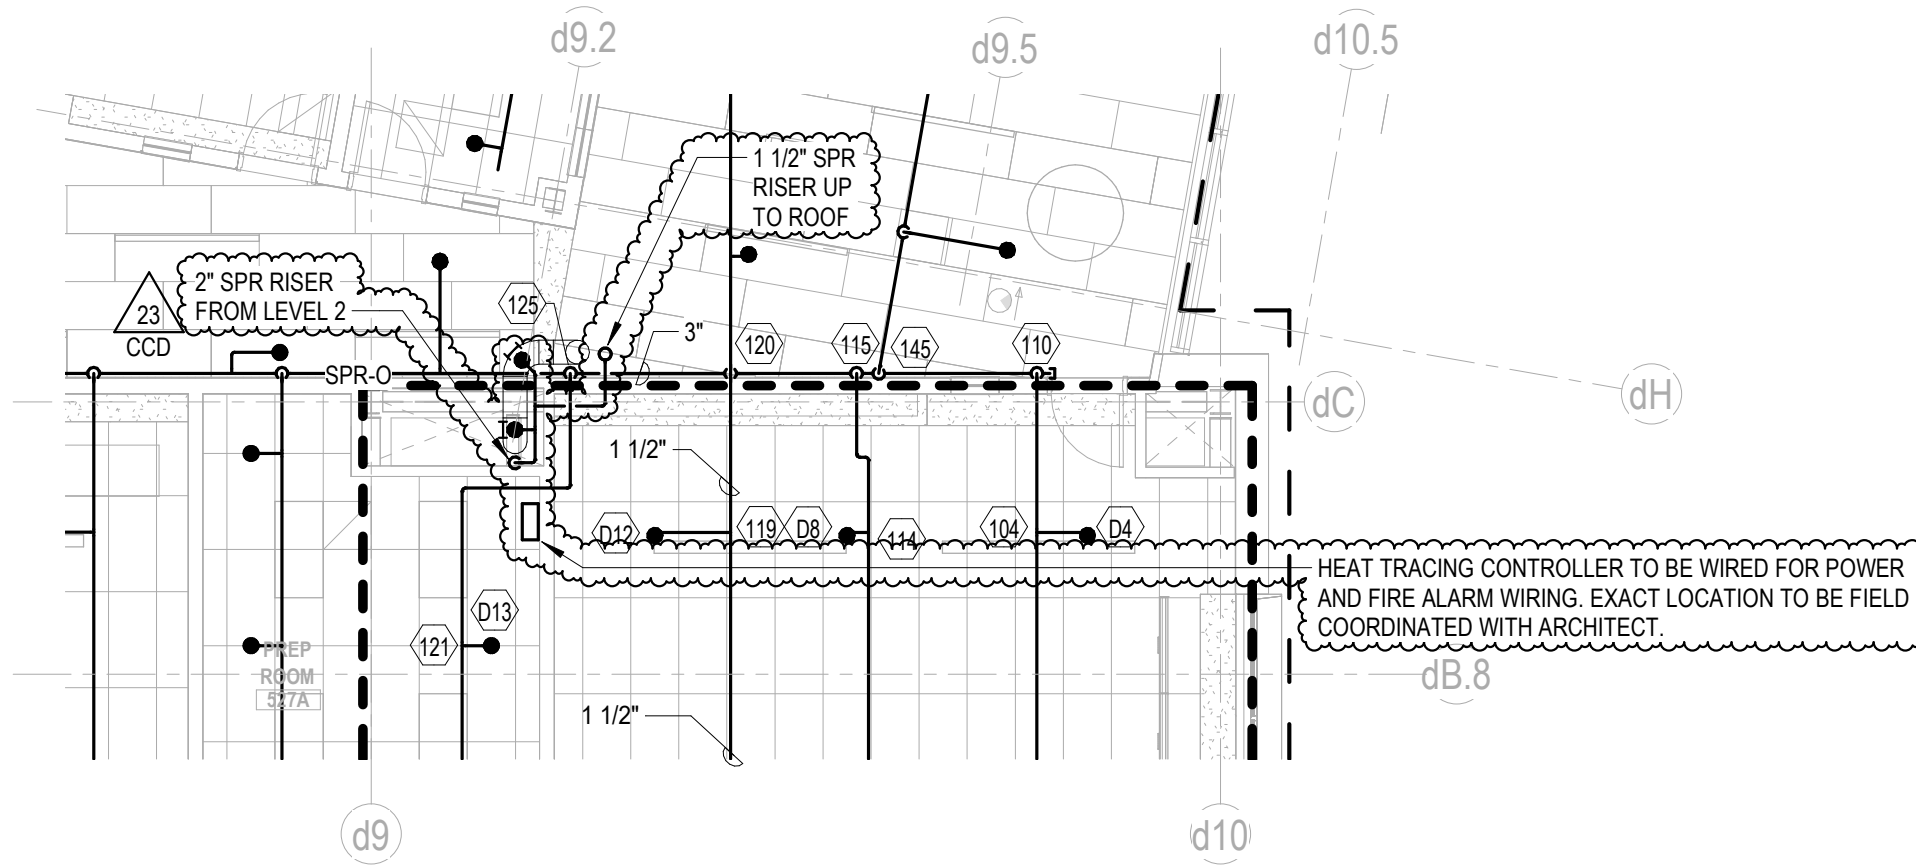 d9.2
d9.5
d10.5
1 1/2" SPR
RISER UP
TO ROOF
2" SPR RISER
FROM LEVEL 2
23
CCD
125
3"
120
115
145
110
SPR-O
dC
dH
1 1/2"
D12
119
D8
114
104
D4
HEAT TRACING CONTROLLER TO BE WIRED FOR POWER
AND FIRE ALARM WIRING. EXACT LOCATION TO BE FIELD
COORDINATED WITH ARCHITECT.
D13
121
PREP
ROOM
527A
dB.8
1 1/2"
d9
d10